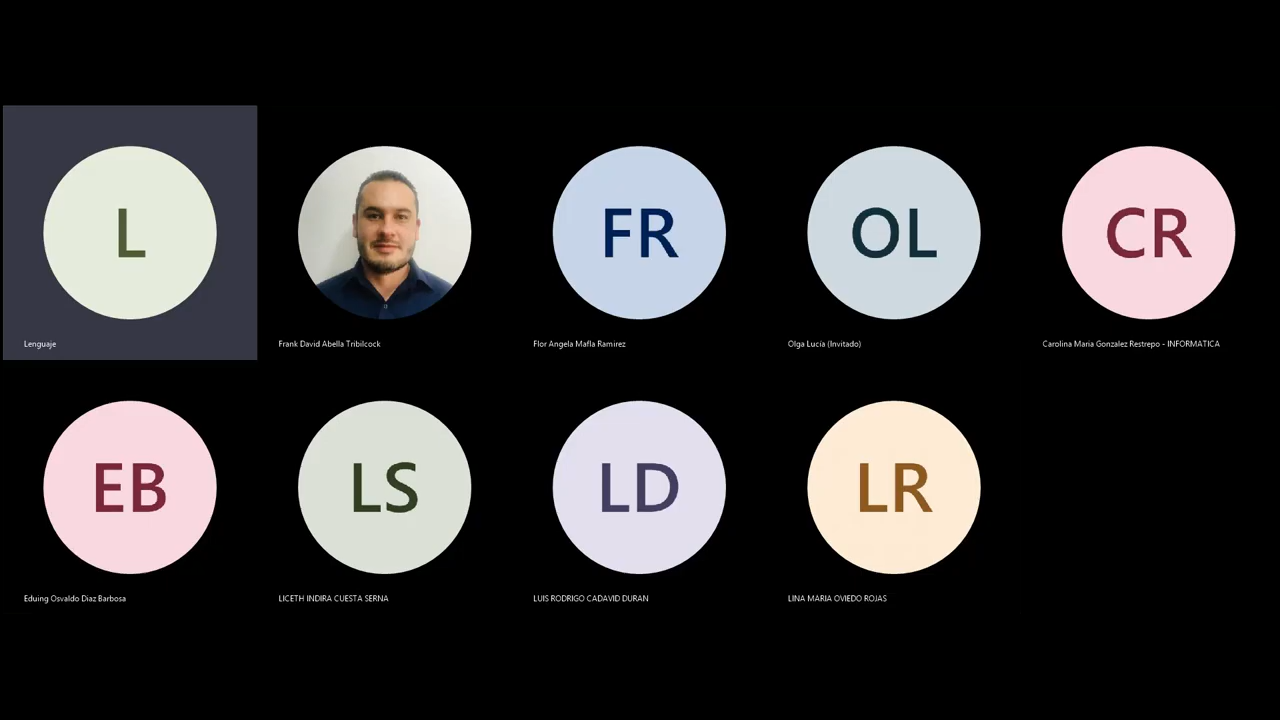 L
FR
OL
CR
Lenguaje
Frank David Abella Tribilcock
Flor Angela Mafla Ramirez
Olga Lucía (Invitado)
Carolina Maria Gonzalez Restrepo - INFORMATICA
EB
LS
LD
LR
Eduing Osvaldo Diaz Barbosa
LICETH INDIRA CUESTA SERNA
LUIS RODRIGO CADAVID DURAN
LINA MARIA OVIEDO ROJAS